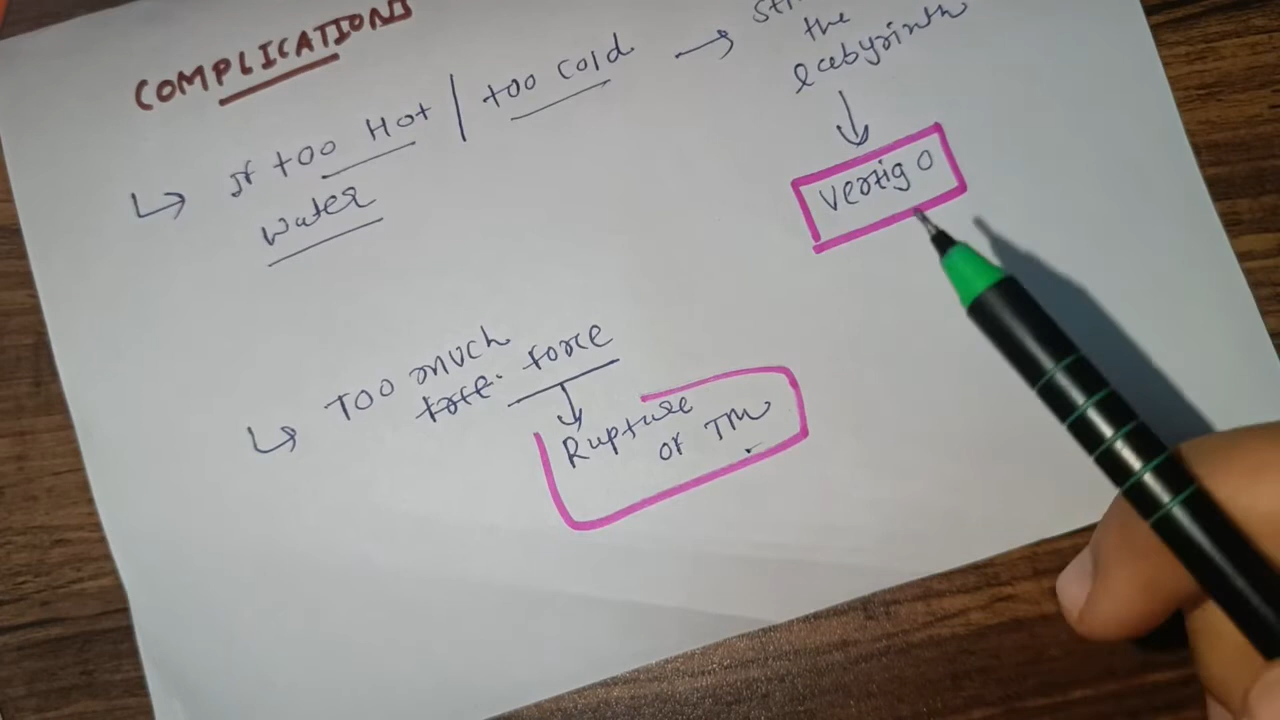 COMPLICATIONS
↳ If too Hot / too cold →
the
labyrinth
water
↓
Vertigo
↳ Too much
force
↓
Rupture
of TM